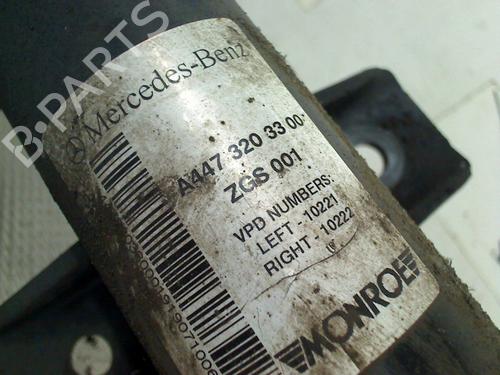 B-PARTS
Mercedes-Benz
A447 320 33 00
ZGS 001
VPD NUMBERS:
LEFT - 10221
RIGHT - 10222
MONROE